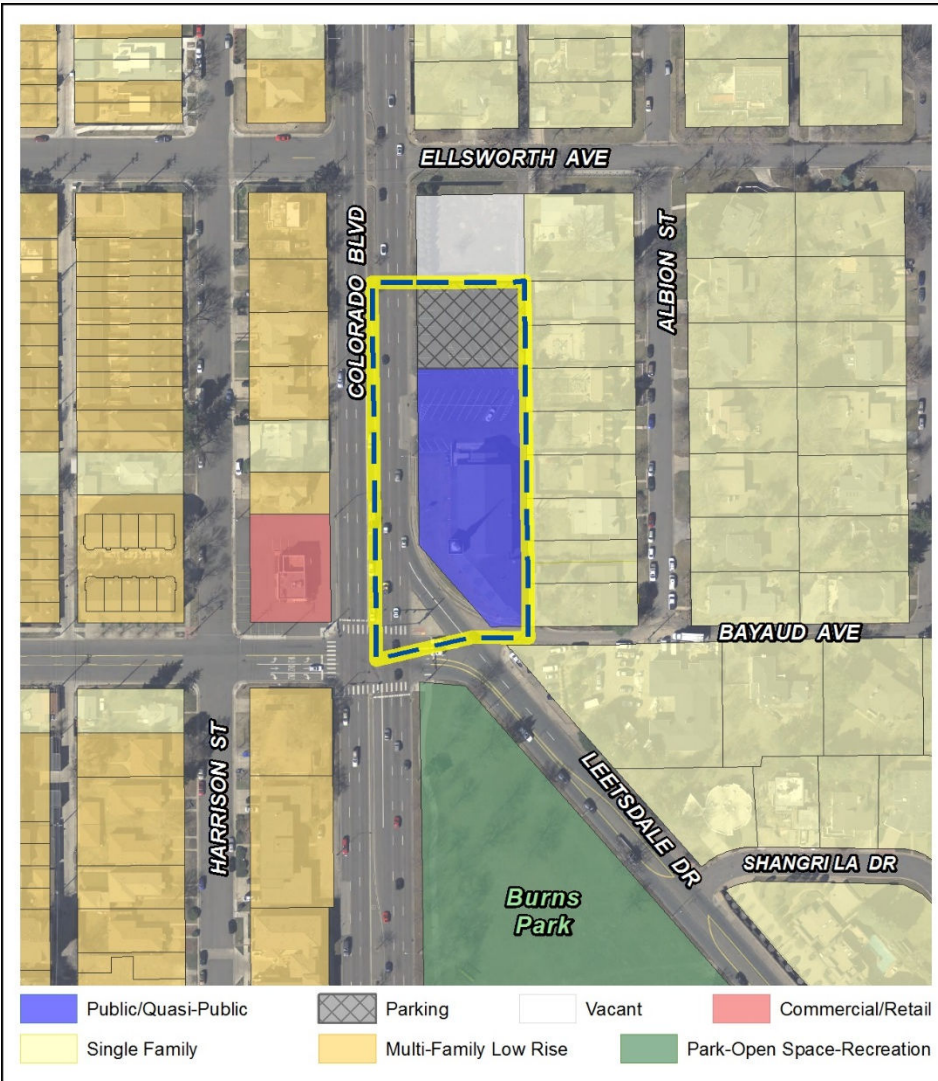 ELLSWORTH AVE
COLORADO BLVD
ALBION ST
BAYAUD AVE
HARRISON ST
LEETSDALE DR
SHANGRI LA DR
Burns
Park
Public/Quasi-Public
Parking
Vacant
Commercial/Retail
Single Family
Multi-Family Low Rise
Park-Open Space-Recreation